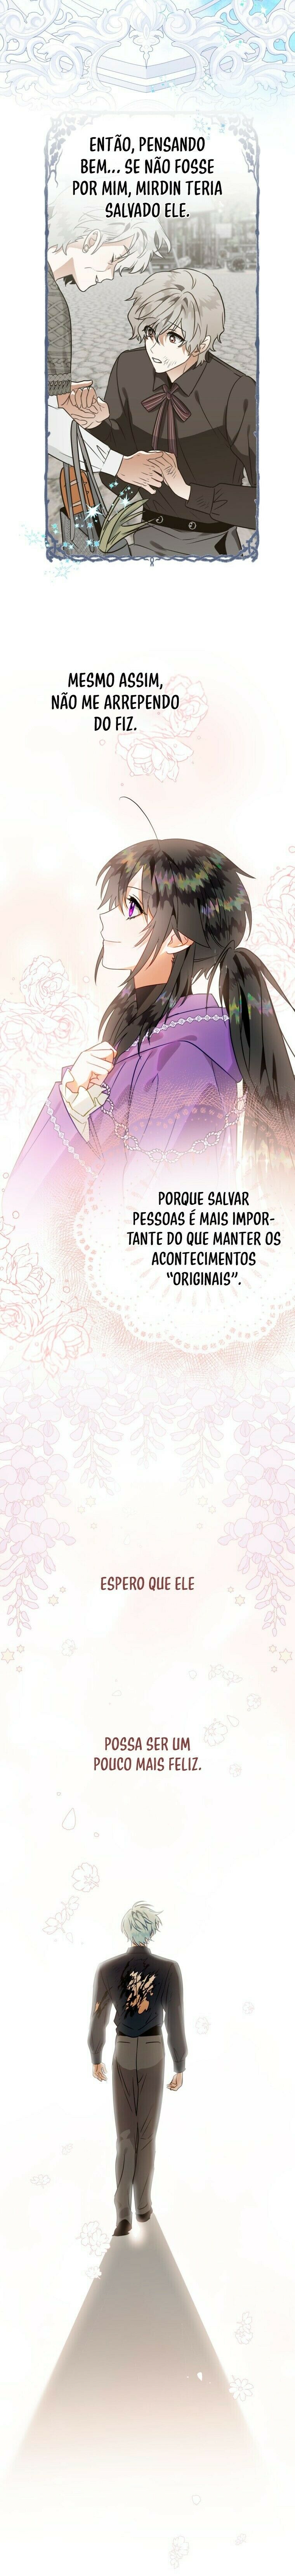 ENTÃO, PENSANDO
BEM... SE NÃO FOSSE
POR MIM, MIRDIN TERIA
SALVADO ELE.
MESMO ASSIM,
NÃO ME ARREPENDO
DO FIZ.
PORQUE SALVAR
PESSOAS É MAIS IMPOR-
TANTE DO QUE MANTER OS
ACONTECIMENTOS
"ORIGINAIS".
ESPERO QUE ELE
POSSA SER UM
POUCO MAIS FELIZ.